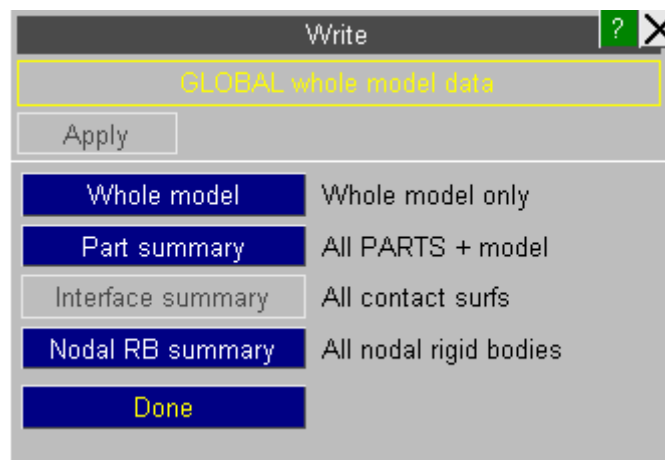 Write ?
GLOBAL whole model data
Apply
Whole model Whole model only
Part summary All PARTS + model
Interface summary All contact surfs
Nodal RB summary All nodal rigid bodies
Done